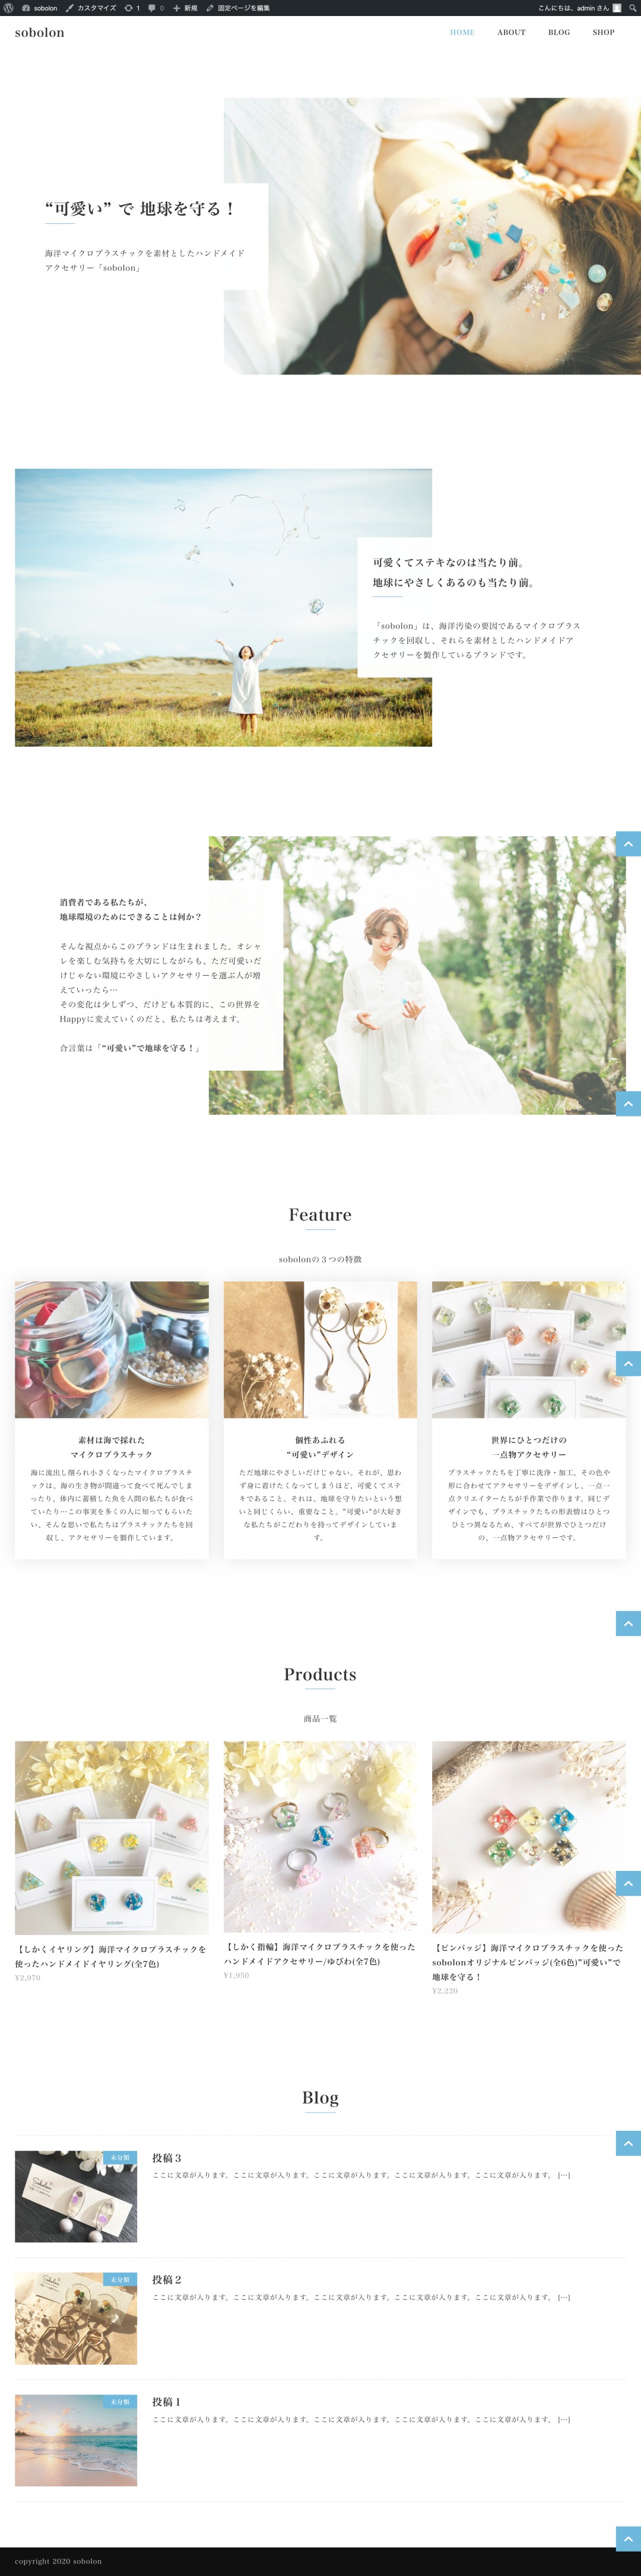 sobolon カスタマイズ 1 0 新規 固定ページを編集 こんにちは、admin さん
sobolon HOME ABOUT BLOG SHOP
“可愛い” で 地球を守る！
海洋マイクロプラスチックを素材としたハンドメイド
アクセサリー「sobolon」
可愛くてステキなのは当たり前。
地球にやさしくあるのも当たり前。
「sobolon」は、海洋汚染の要因であるマイクロプラス
チックを回収し、それらを素材としたハンドメイドア
クセサリーを製作しているブランドです。
消費者である私たちが、
地球環境のためにできることは何か？
そんな視点からこのブランドは生まれました。オシャ
レを楽しむ気持ちを大切にしながらも、ただ可愛いだ
けじゃない環境にやさしいアクセサリーを選ぶ人が増
えていったら…
その変化は少しずつ、だけども本質的に、この世界を
Happyに変えていくのだと、私たちは考えます。
合言葉は「“可愛い”で地球を守る！」
Feature
sobolonの３つの特徴
素材は海で採れた
マイクロプラスチック
海に流出し削られ小さくなったマイクロプラスチ
ックは、海の生き物が間違って食べて死んでしま
ったり、体内に蓄積した魚を人間の私たちが食べ
ていたり…この事実を多くの人に知ってもらいた
い、そんな思いで私たちはプラスチックたちを回
収し、アクセサリーを製作しています。
個性あふれる
“可愛い”デザイン
ただ地球にやさしいだけじゃない。それが、思わ
ず身に着けたくなってしまうほど、可愛くてステ
キであること。それは、地球を守りたいという想
いと同じくらい、重要なこと。”可愛い”が大好き
な私たちがこだわりを持ってデザインしていま
す。
世界にひとつだけの
一点物アクセサリー
プラスチックたちを丁寧に洗浄・加工。その色や
形に合わせてアクセサリーをデザインし、一点一
点クリエイターたちが手作業で作ります。同じデ
ザインでも、プラスチックたちの形表情はひとつ
ひとつ異なるため、すべてが世界でひとつだけ
の、一点物アクセサリーです。
Products
商品一覧
【しかくイヤリング】海洋マイクロプラスチックを
使ったハンドメイドイヤリング(全7色)
¥2,970
【しかく指輪】海洋マイクロプラスチックを使った
ハンドメイドアクセサリー/ゆびわ(全7色)
¥1,950
【ピンバッジ】海洋マイクロプラスチックを使った
sobolonオリジナルピンバッジ(全6色)”可愛い”で
地球を守る！
¥2,220
Blog
未分類
投稿３
ここに文章が入ります。ここに文章が入ります。ここに文章が入ります。ここに文章が入ります。ここに文章が入ります。 […]
未分類
投稿２
ここに文章が入ります。ここに文章が入ります。ここに文章が入ります。ここに文章が入ります。ここに文章が入ります。 […]
未分類
投稿１
ここに文章が入ります。ここに文章が入ります。ここに文章が入ります。ここに文章が入ります。ここに文章が入ります。 […]
copyright 2020 sobolon